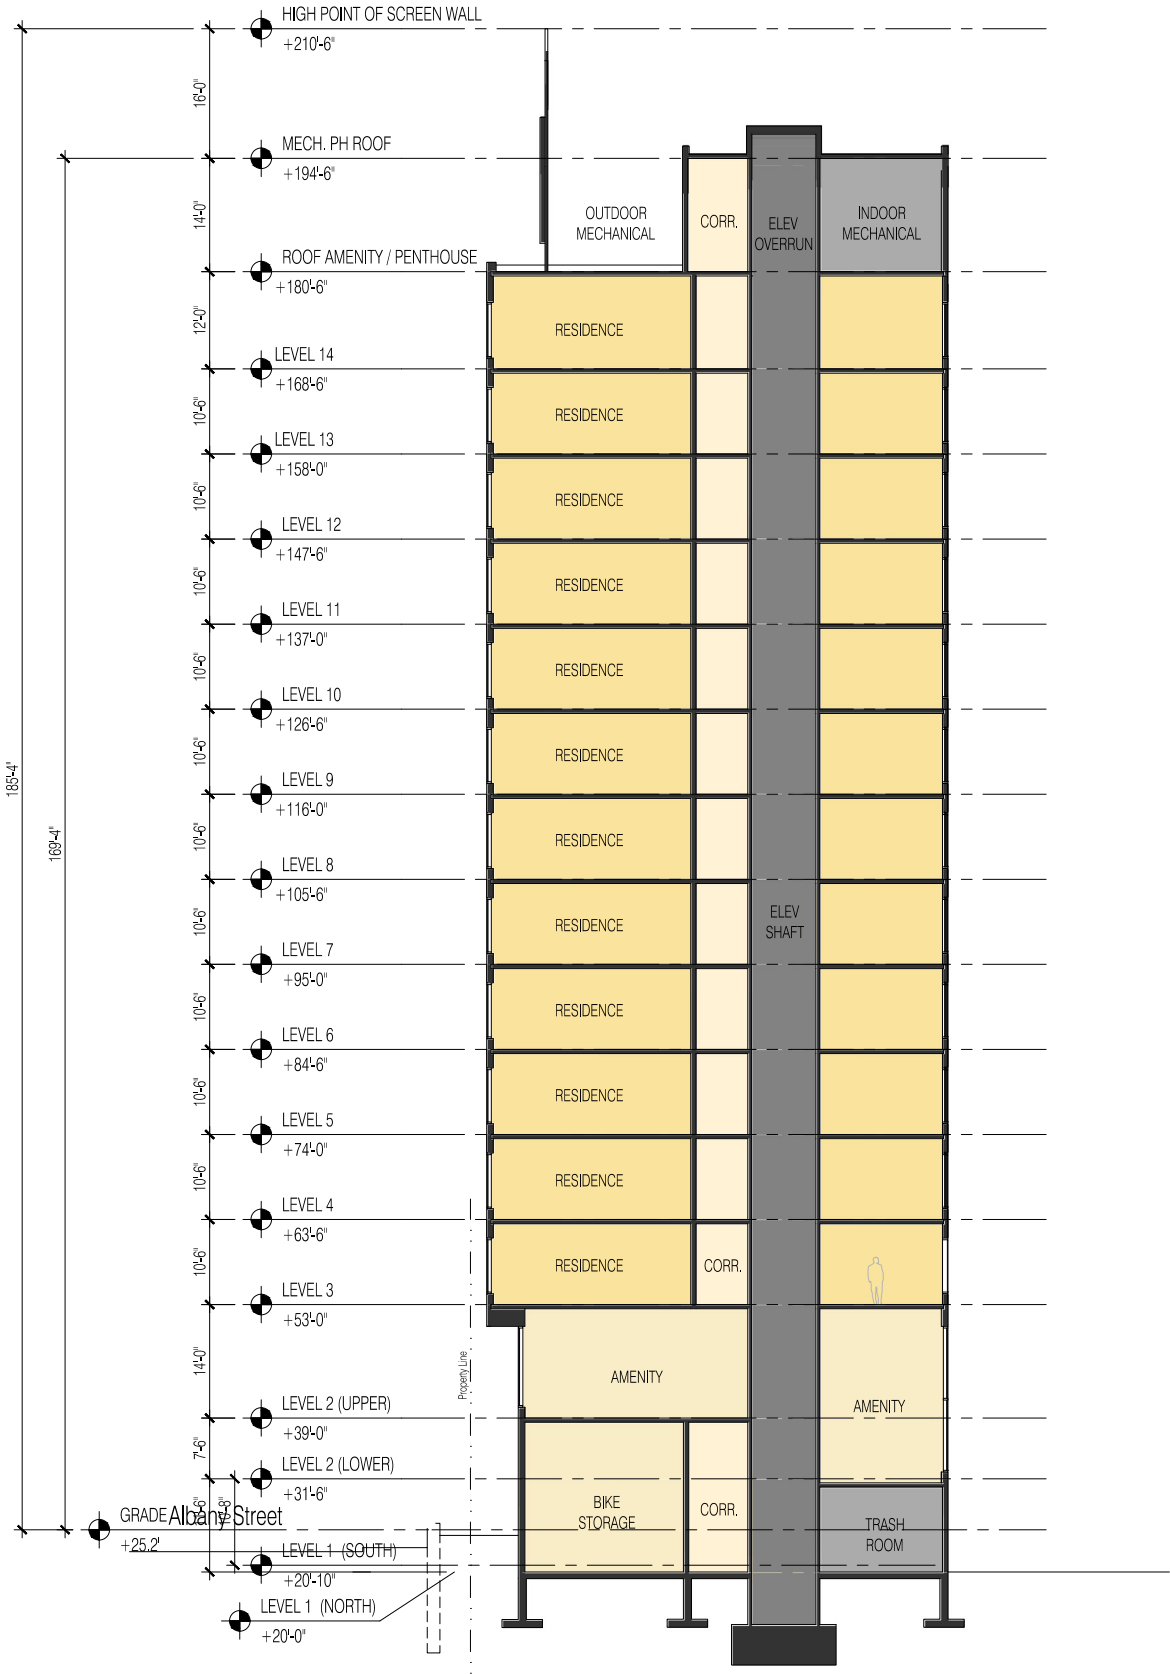 HIGH POINT OF SCREEN WALL
+210'-6"
16'-0"
MECH. PH ROOF
+194'-6"
14'-0"
OUTDOOR
MECHANICAL
CORR.
ELEV
OVERRUN
INDOOR
MECHANICAL
ROOF AMENITY / PENTHOUSE
+180'-6"
12'-0"
RESIDENCE
LEVEL 14
+168'-6"
10'-6"
RESIDENCE
LEVEL 13
+158'-0"
10'-6"
RESIDENCE
LEVEL 12
+147'-6"
10'-6"
RESIDENCE
LEVEL 11
+137'-0"
10'-6"
RESIDENCE
LEVEL 10
+126'-6"
10'-6"
RESIDENCE
185'-4"
LEVEL 9
+116'-0"
169'-4"
10'-6"
RESIDENCE
LEVEL 8
+105'-6"
10'-6"
RESIDENCE
ELEV
SHAFT
LEVEL 7
+95'-0"
10'-6"
RESIDENCE
LEVEL 6
+84'-6"
10'-6"
RESIDENCE
LEVEL 5
+74'-0"
10'-6"
RESIDENCE
LEVEL 4
+63'-6"
10'-6"
RESIDENCE
CORR.
LEVEL 3
+53'-0"
14'-0"
Property Line
AMENITY
AMENITY
LEVEL 2 (UPPER)
+39'-0"
7'-6"
LEVEL 2 (LOWER)
+31'-6"
BIKE
STORAGE
CORR.
TRASH
ROOM
GRADE Albany Street
+25.2'
LEVEL 1 (SOUTH)
+20'-10"
LEVEL 1 (NORTH)
+20'-0"